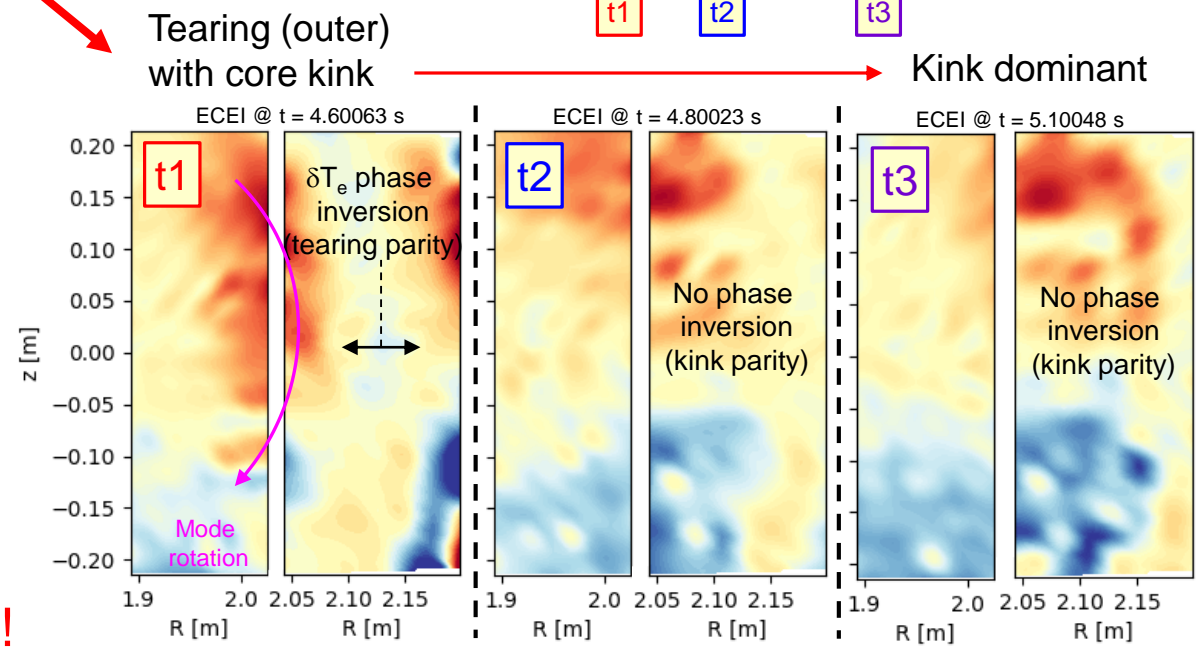 t1 t2 t3
Tearing (outer)
with core kink
Kink dominant
ECEI @ t = 4.60063 s
ECEI @ t = 4.80023 s
ECEI @ t = 5.10048 s
t1
δTe phase
inversion
(tearing parity)
Mode
rotation
t2
No phase
inversion
(kink parity)
t3
No phase
inversion
(kink parity)
z [m]
0.20
0.15
0.10
0.05
0.00
−0.05
−0.10
−0.15
−0.20
1.9 2.0 2.05 2.10 2.15
1.9 2.0 2.05 2.10 2.15
1.9 2.0 2.05 2.10 2.15
R [m] R [m]
R [m] R [m]
R [m] R [m]
!